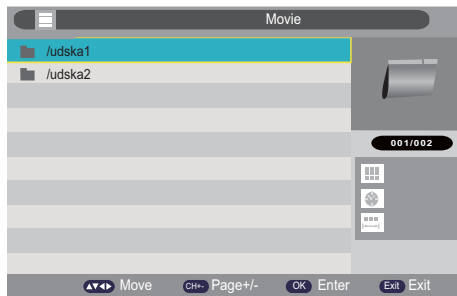 Movie
/udska1
/udska2
001/002
Move CH+- Page+/- OK Enter Exit Exit